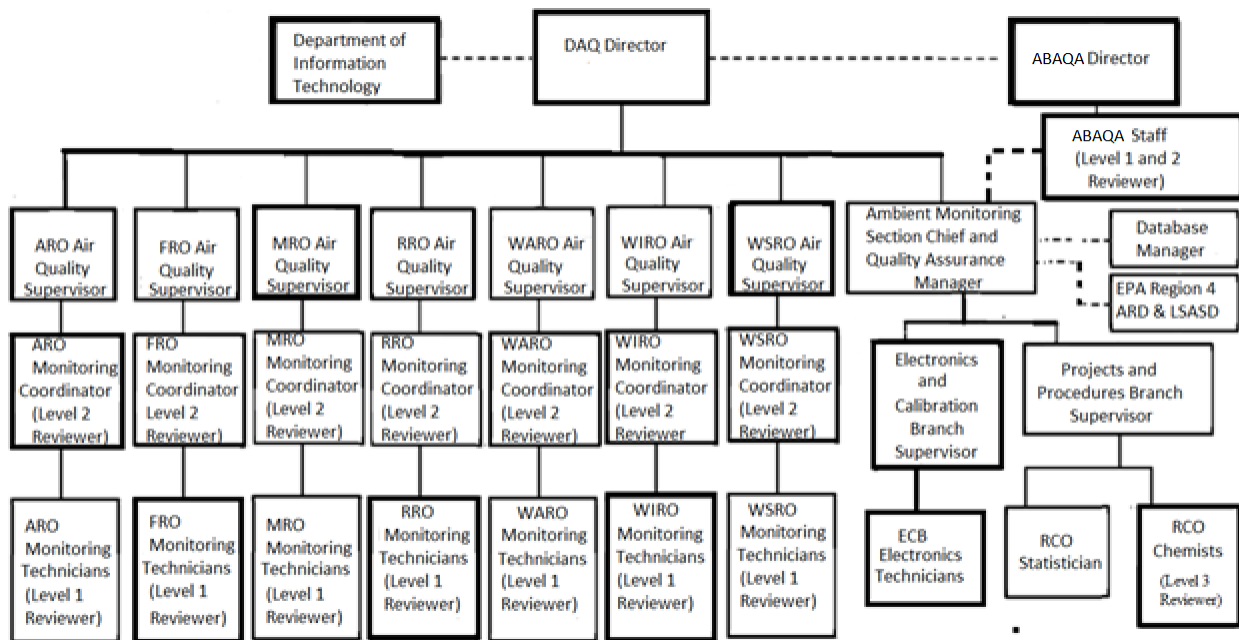 Department of
Information
Technology
DAQ Director
ABAQA Director
ABAQA Staff
(Level 1 and 2
Reviewer)
ARO Air
Quality
Supervisor
FRO Air
Quality
Supervisor
MRO Air
Quality
Supervisor
RRO Air
Quality
Supervisor
WARO Air
Quality
Supervisor
WIRO Air
Quality
Supervisor
WSRO Air
Quality
Supervisor
Ambient Monitoring
Section Chief and
Quality Assurance
Manager
Database
Manager
EPA Region 4
ARD & LSASD
ARO
Monitoring
Coordinator
(Level 2
Reviewer)
FRO
Monitoring
Coordinator
Level 2
Reviewer)
MRO
Monitoring
Coordinator
(Level 2
Reviewer)
RRO
Monitoring
Coordinator
(Level 2
Reviewer)
WARO
Monitoring
Coordinator
(Level 2
Reviewer)
WIRO
Monitoring
Coordinator
(Level 2
Reviewer
WSRO
Monitoring
Coordinator
(Level 2
Reviewer)
Electronics
and
Calibration
Branch
Supervisor
Projects and
Procedures Branch
Supervisor
ARO
Monitoring
Technicians
(Level 1
Reviewer)
FRO
Monitoring
Technicians
(Level 1
Reviewer)
MRO
Monitoring
Technicians
(Level 1
Reviewer)
RRO
Monitoring
Technicians
(Level 1
Reviewer)
WARO
Monitoring
Technicians
(Level 1
Reviewer)
WIRO
Monitoring
Technicians
(Level 1
Reviewer)
WSRO
Monitoring
Technicians
(Level 1
Reviewer)
ECB
Electronics
Technicians
RCO
Statistician
RCO
Chemists
(Level 3
Reviewer)